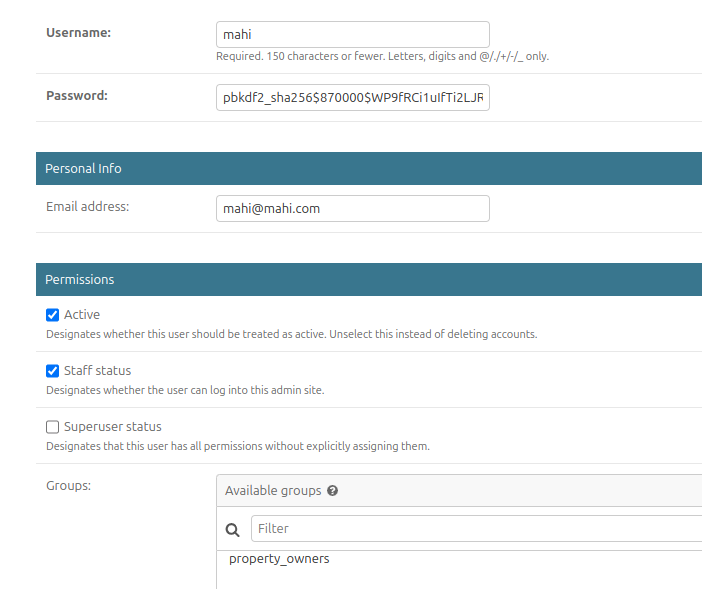 Username:
mahi
Required. 150 characters or fewer. Letters, digits and @/./+/-/_ only.
Password:
pbkdf2_sha256$870000$WP9fRCi1uIfTi2LJR
Personal Info
Email address:
mahi@mahi.com
Permissions
Active
Designates whether this user should be treated as active. Unselect this instead of deleting accounts.
Staff status
Designates whether the user can log into this admin site.
Superuser status
Designates that this user has all permissions without explicitly assigning them.
Groups:
Available groups ?
Filter
property_owners